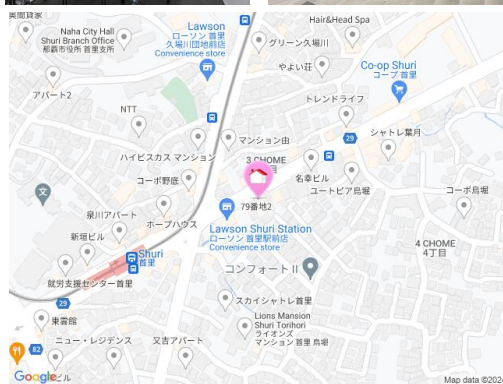 Naha City Hall
Shuri Branch Office
那覇市役所 首里支所
Lawson
ローソン 首里
久場川団地前店
Convenience store
Hair&Head Spa
グリーン久場川
やよい荘
Co-op Shuri
コープ 首里
アパート2
NTT
トレンドライフ
29
シャトレ葉月
マンション由
3 CHOME
ハイビスカス マンション
コーポ野底
名幸ビル
ユートピア鳥堀
コーポ鳥堀
79番地2
泉川アパート
ホープハウス
新垣ビル
Lawson Shuri Station
ローソン 首里駅前店
Convenience store
Shuri
首里
4 CHOME
4丁目
コンフォートⅡ
就労支援センター首里
29
スカイシャトレ首里
東雲館
Lions Mansion
Shuri Torihori
ライオンズ
マンション 首里 鳥堀
82
ニュー・レジデンス
又吉アパート
Google
Map data ©202